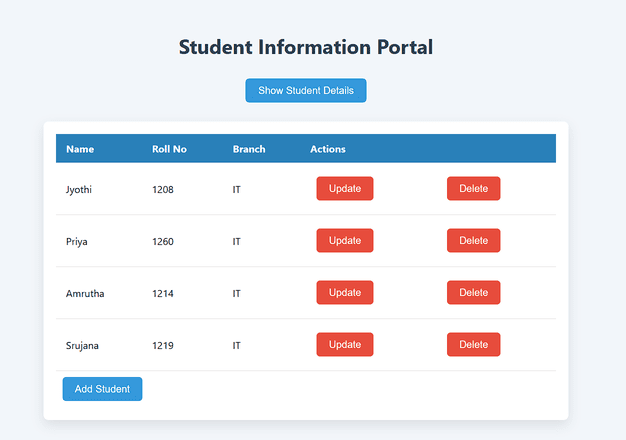 Student Information Portal
Show Student Details
Name Roll No Branch Actions
Jyothi 1208 IT Update Delete
Priya 1260 IT Update Delete
Amrutha 1214 IT Update Delete
Srujana 1219 IT Update Delete
Add Student